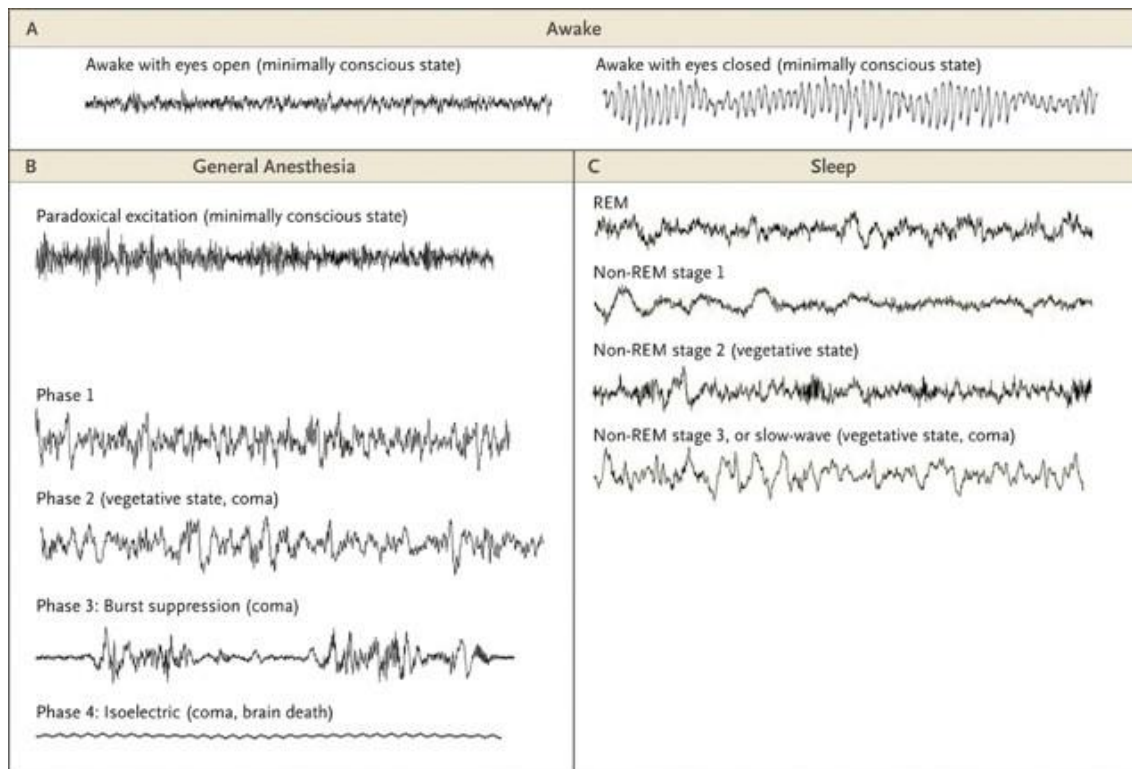 A Awake
Awake with eyes open (minimally conscious state)
Awake with eyes closed (minimally conscious state)
B General Anesthesia
Paradoxical excitation (minimally conscious state)
Phase 1
Phase 2 (vegetative state, coma)
Phase 3: Burst suppression (coma)
Phase 4: Isoelectric (coma, brain death)
C Sleep
REM
Non-REM stage 1
Non-REM stage 2 (vegetative state)
Non-REM stage 3, or slow-wave (vegetative state, coma)